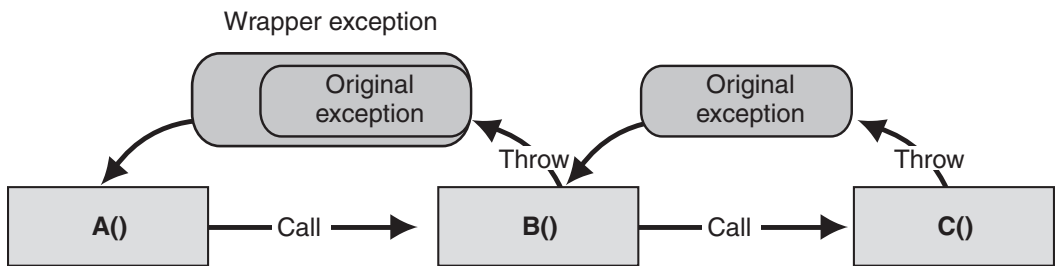 Wrapper exception
Original
exception
Original
exception
Throw
Throw
A()
Call
B()
Call
C()